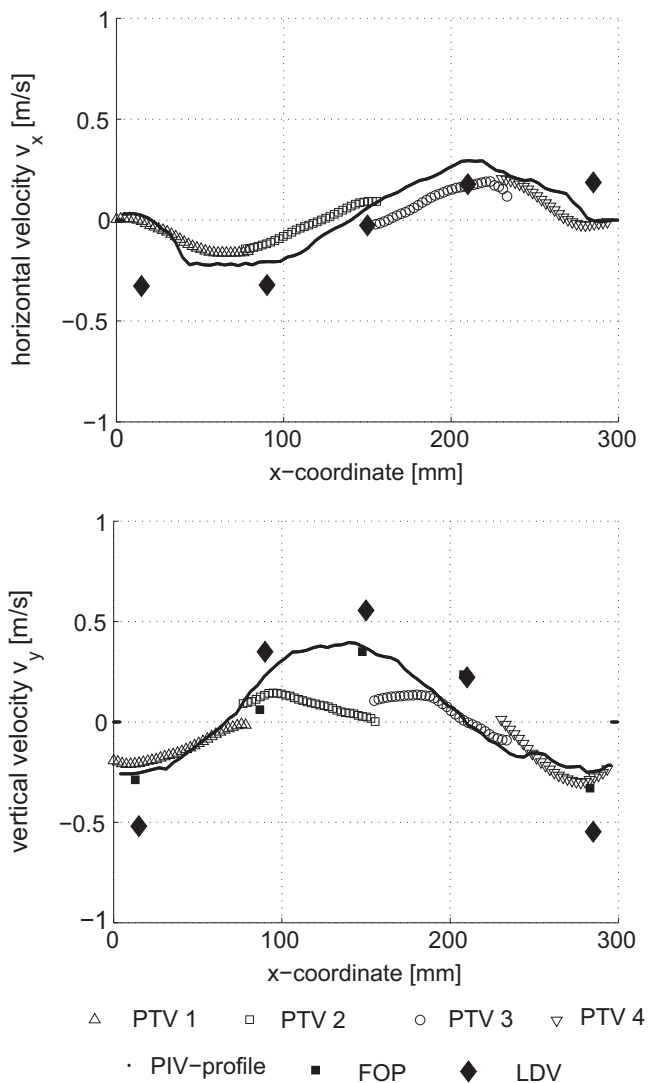 1
0.5
0
−0.5
−1
horizontal velocity v_x [m/s]
0 100 200 300
x−coordinate [mm]
1
0.5
0
−0.5
−1
vertical velocity v_y [m/s]
0 100 200 300
x−coordinate [mm]
PTV 1 PTV 2 PTV 3 PTV 4
PIV−profile FOP LDV